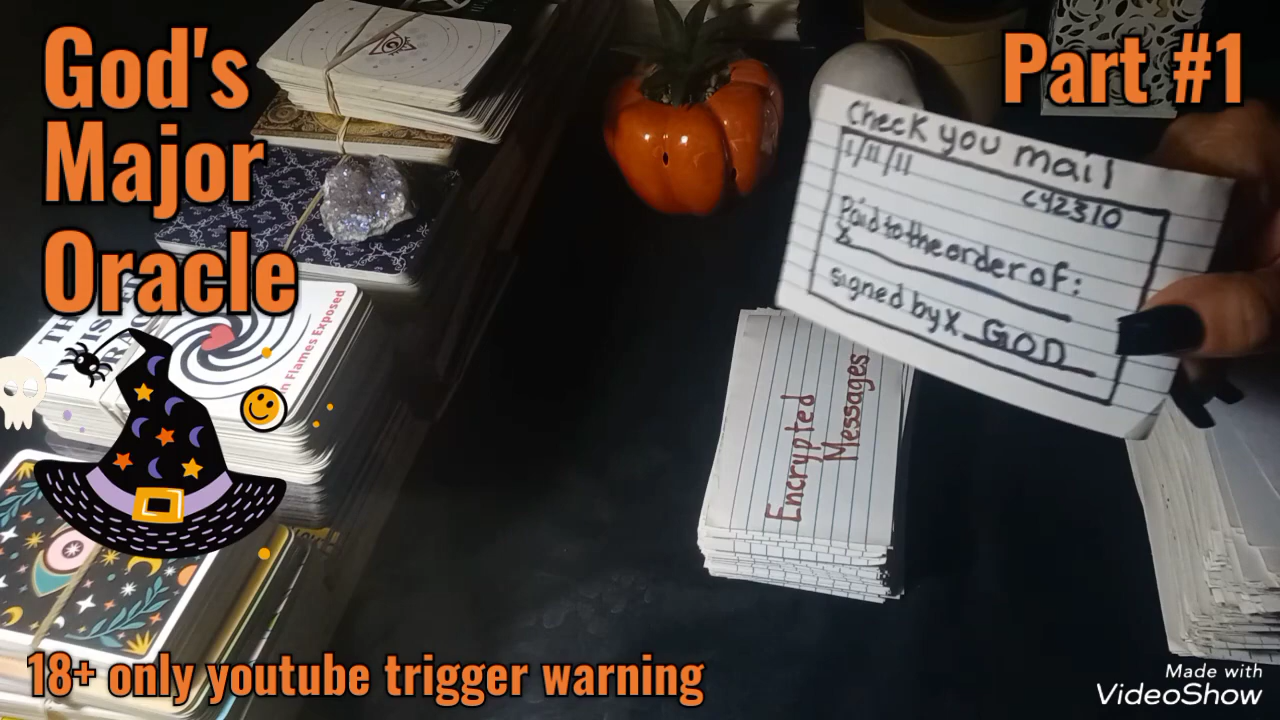 God's
Major
Oracle
Part #1
Check you mail
1/11/11
C42310
Paid to the order of:
X
signed by X GOD
Encrypted
Messages
n Flames Exposed
18+ only youtube trigger warning
Made with
VideoShow